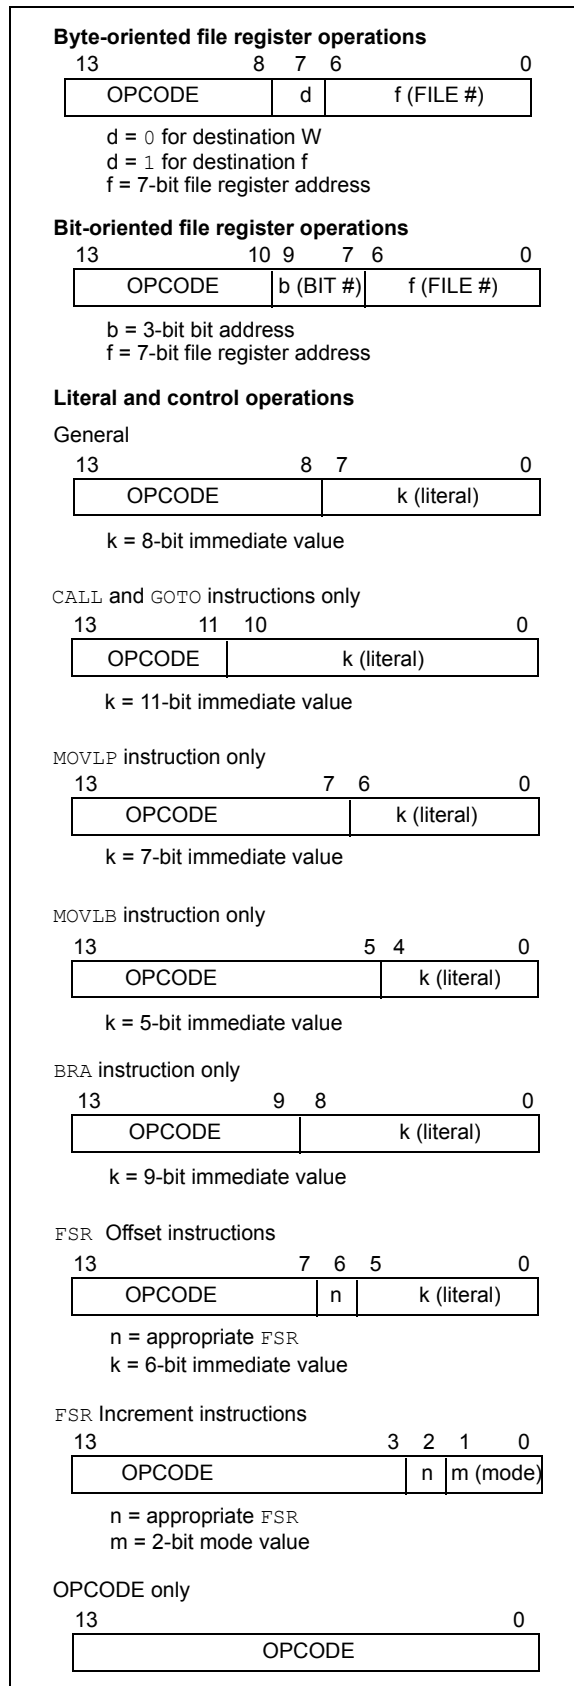 Byte-oriented file register operations
13 8 7 6 0
OPCODE d f (FILE #)
d = 0 for destination W
d = 1 for destination f
f = 7-bit file register address
Bit-oriented file register operations
13 10 9 7 6 0
OPCODE b (BIT #) f (FILE #)
b = 3-bit bit address
f = 7-bit file register address
Literal and control operations
General
13 8 7 0
OPCODE k (literal)
k = 8-bit immediate value
CALL and GOTO instructions only
13 11 10 0
OPCODE k (literal)
k = 11-bit immediate value
MOVLP instruction only
13 7 6 0
OPCODE k (literal)
k = 7-bit immediate value
MOVLB instruction only
13 5 4 0
OPCODE k (literal)
k = 5-bit immediate value
BRA instruction only
13 9 8 0
OPCODE k (literal)
k = 9-bit immediate value
FSR Offset instructions
13 7 6 5 0
OPCODE n k (literal)
n = appropriate FSR
k = 6-bit immediate value
FSR Increment instructions
13 3 2 1 0
OPCODE n m (mode)
n = appropriate FSR
m = 2-bit mode value
OPCODE only
13 0
OPCODE